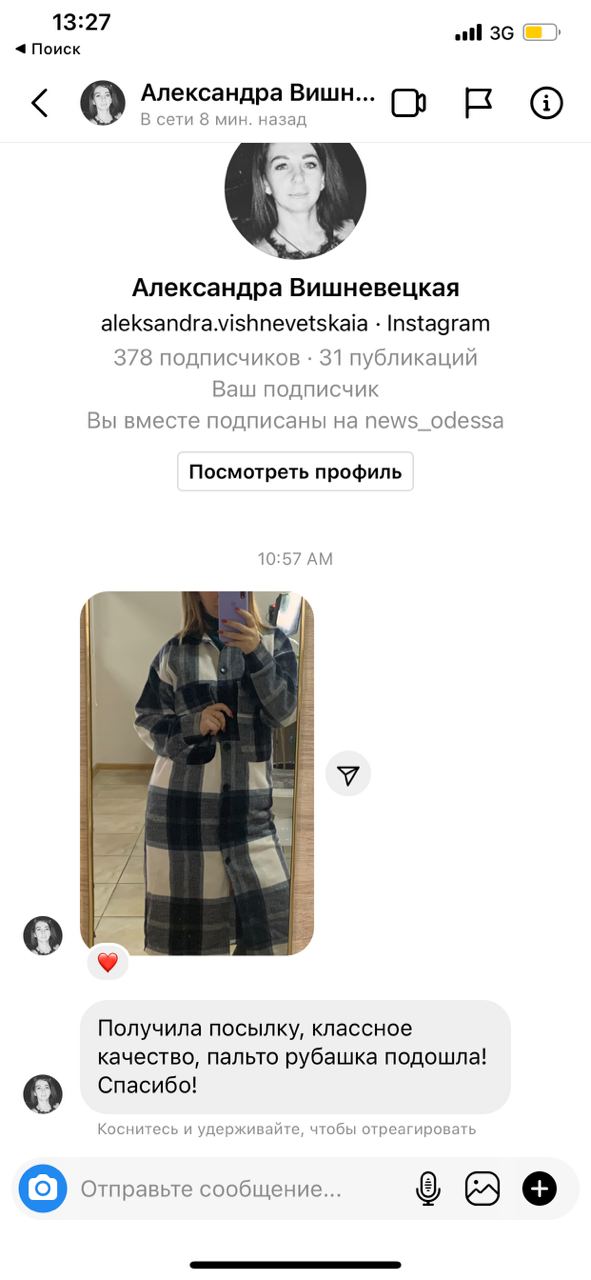 13:27
3G
Поиск
Александра Вишн...
В сети 8 мин. назад
Александра Вишневецкая
aleksandra.vishnevetskaia · Instagram
378 подписчиков · 31 публикаций
Ваш подписчик
Вы вместе подписаны на news_odessa
Посмотреть профиль
10:57 AM
Получила посылку, классное
качество, пальто рубашка подошла!
Спасибо!
Коснитесь и удерживайте, чтобы отреагировать
Отправьте сообщение...